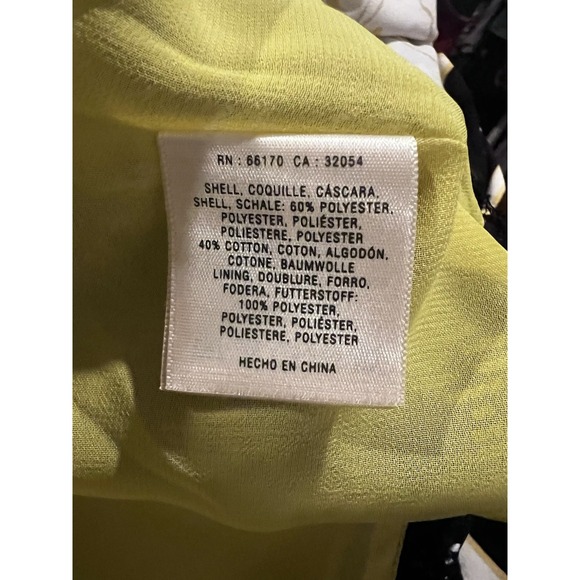 RN : 66170 CA : 32054
SHELL, COQUILLE, CÁSCARA,
SHELL, SCHALE: 60% POLYESTER,
POLYESTER, POLIÉSTER,
POLIESTERE, POLYESTER
40% COTTON, COTON, ALGODÓN,
COTONE, BAUMWOLLE
LINING, DOUBLURE, FORRO,
FODERA, FUTTERSTOFF:
100% POLYESTER,
POLYESTER, POLIÉSTER,
POLIESTERE, POLYESTER
HECHO EN CHINA